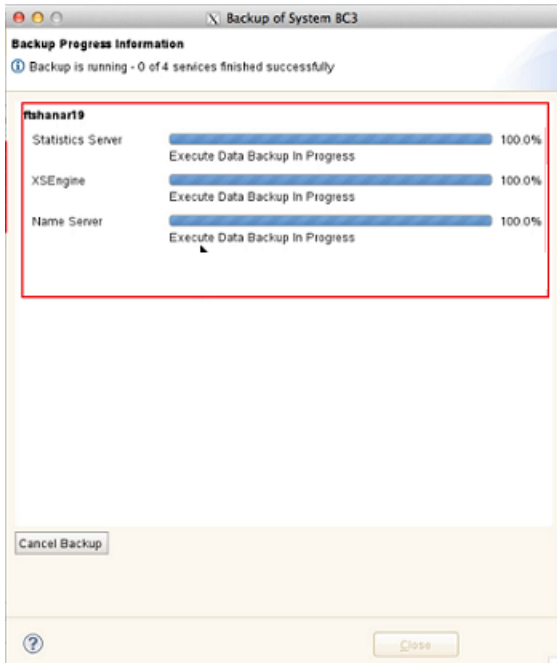 Backup of System BC3
Backup Progress Information
Backup is running - 0 of 4 services finished successfully
ftshanar19
Statistics Server 100.0%
Execute Data Backup In Progress
XSEngine 100.0%
Execute Data Backup In Progress
Name Server 100.0%
Execute Data Backup In Progress
Cancel Backup
Close